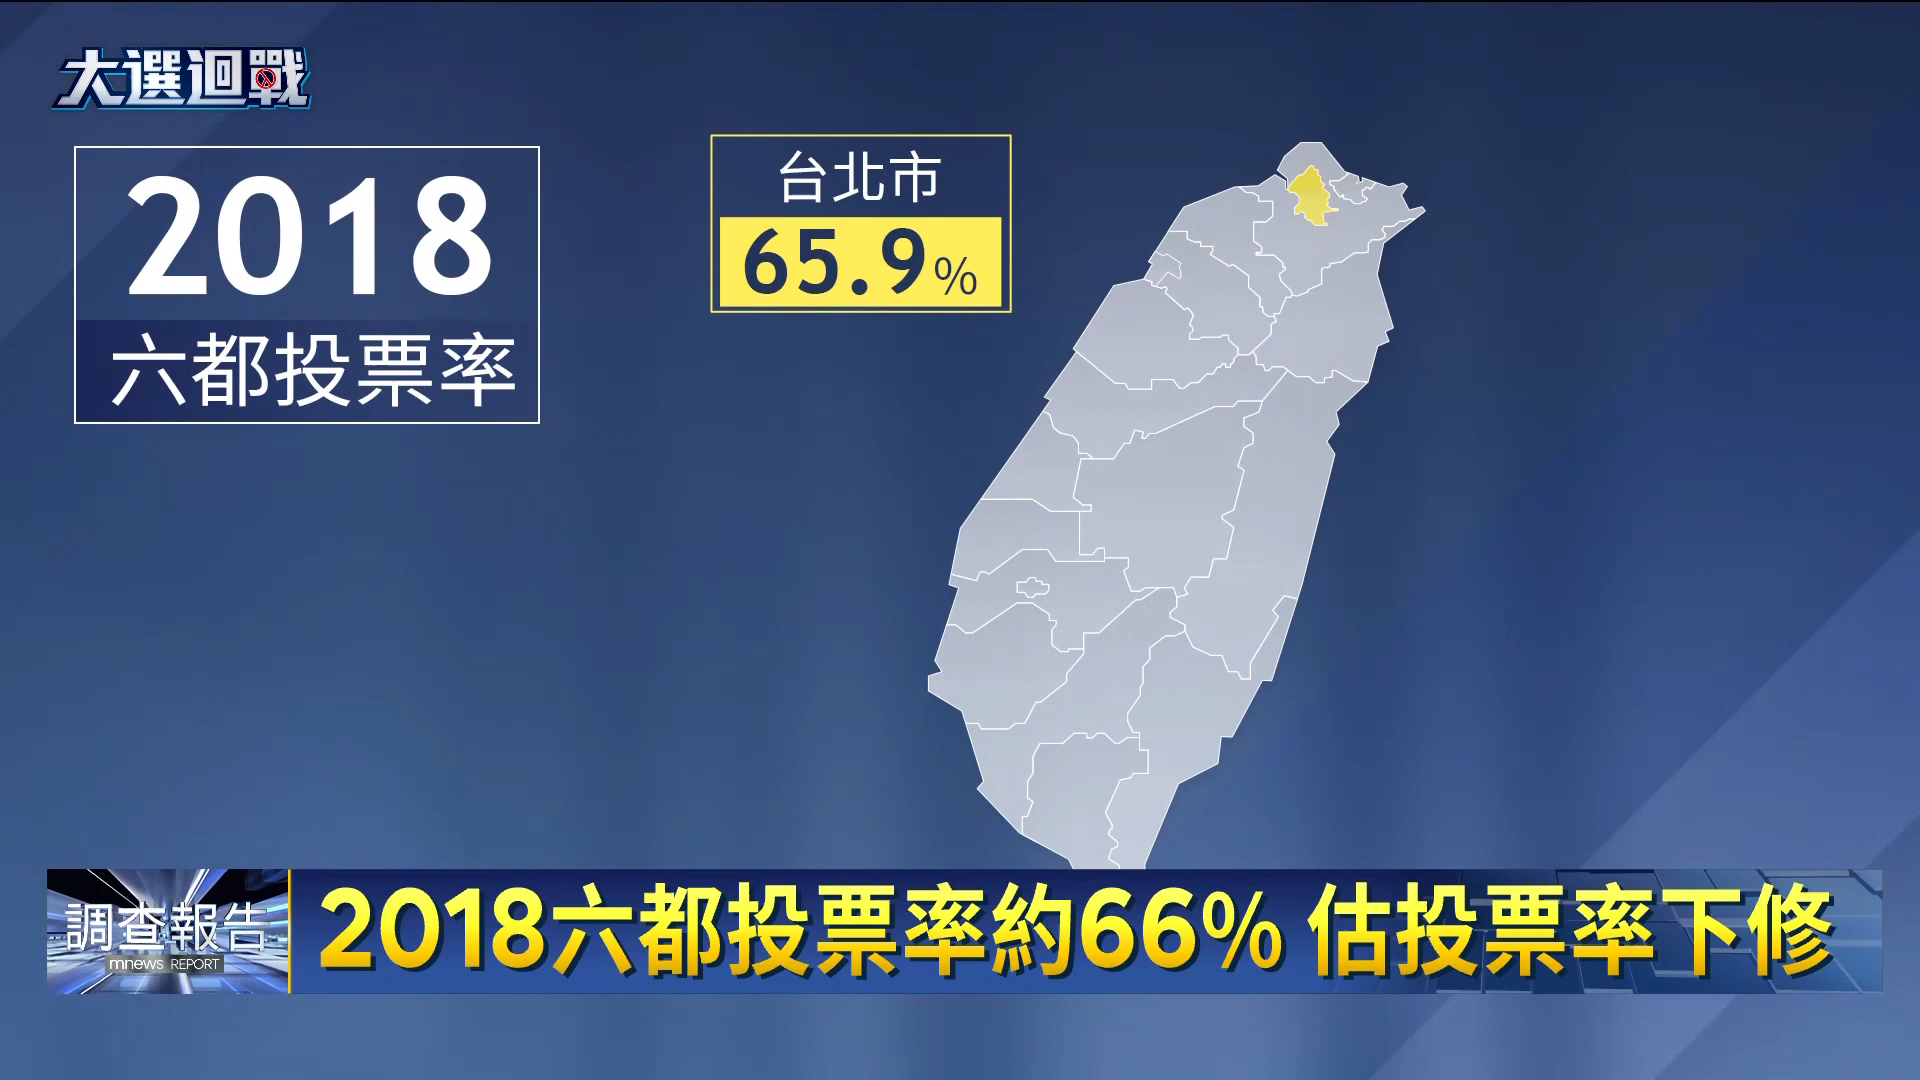 大選迴戰
2018
六都投票率
台北市
65.9%
調查報告
mnews REPORT
2018六都投票率約66% 估投票率下修